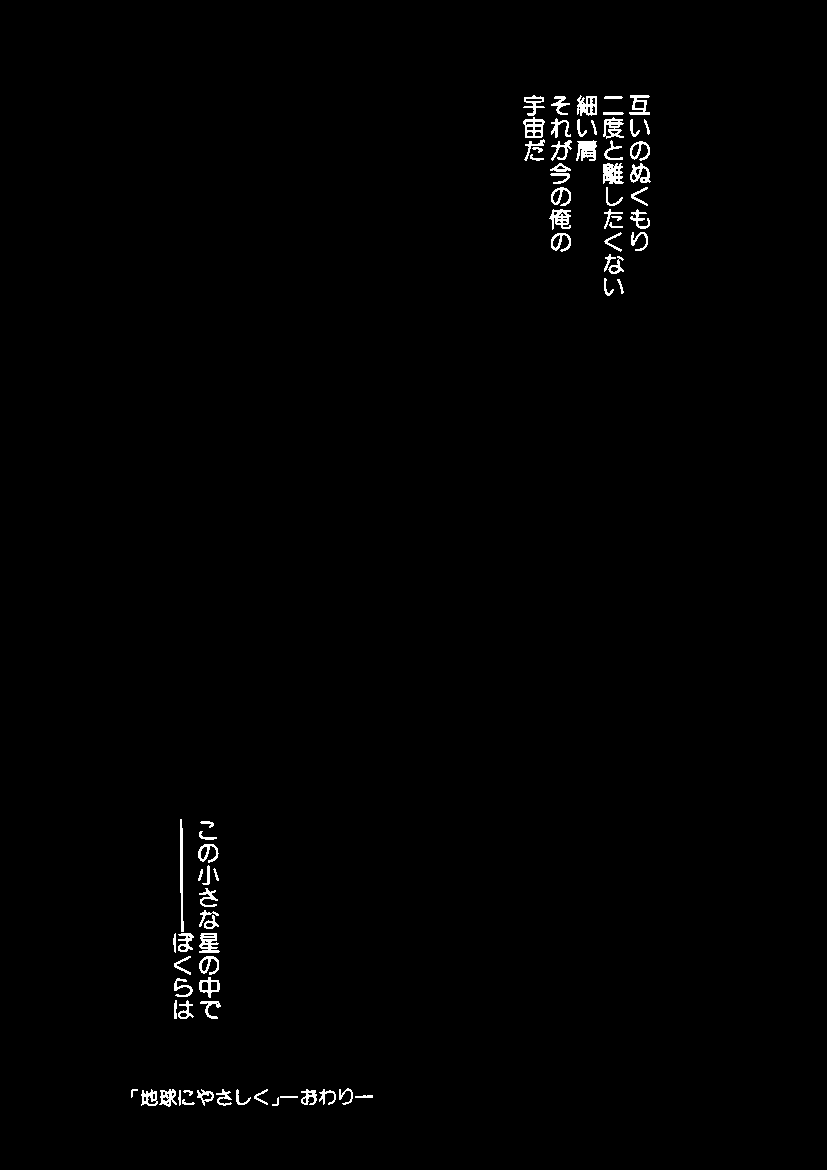 互いのぬくもり
二度と離したくない
細い肩
それが今の俺の
宇宙だ
この小さな星の中で
――――ぼくらは
「地球にやさしく」―おわり―